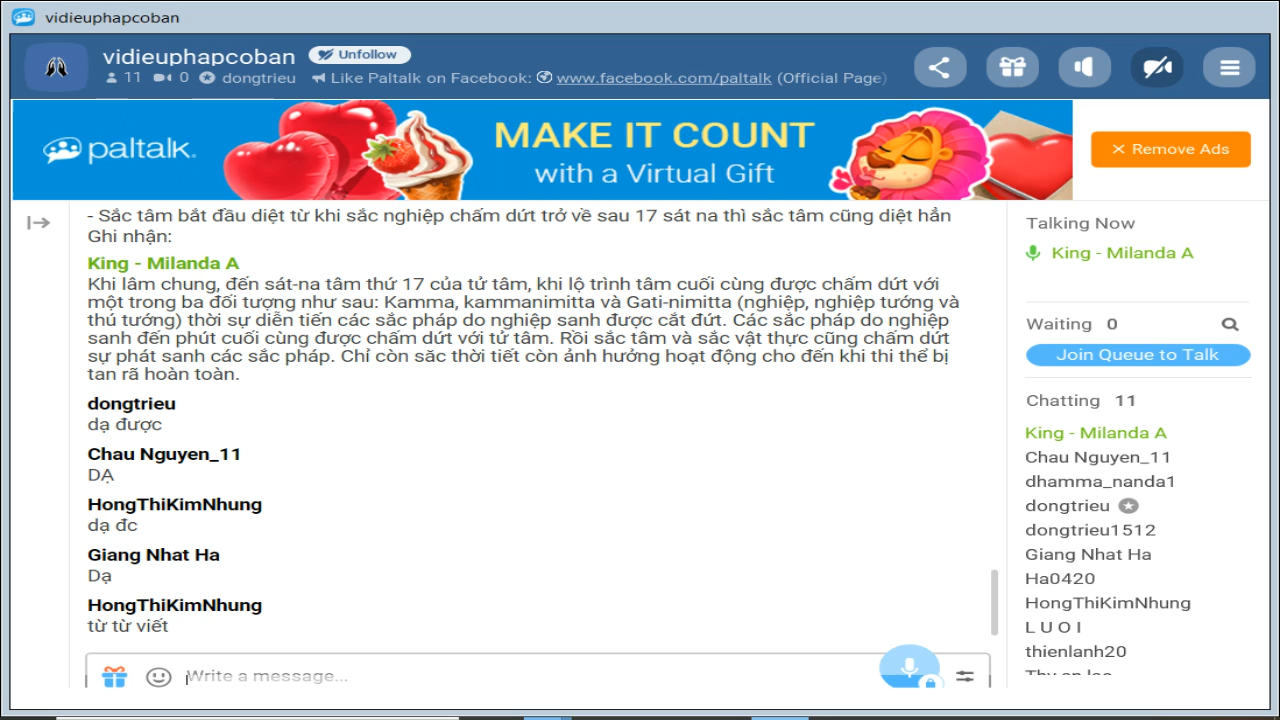 vidieuphapcoban
vidieuphapcoban Unfollow
11 0 dongtrieu Like Paltalk on Facebook: www.facebook.com/paltalk (Official Page)
paltalk. MAKE IT COUNT
with a Virtual Gift
× Remove Ads
- Sắc tâm bắt đầu diệt từ khi sắc nghiệp chấm dứt trở về sau 17 sát na thì sắc tâm cũng diệt hẳn
Ghi nhận:
King - Milanda A
Khi lâm chung, đến sát-na tâm thứ 17 của tử tâm, khi lộ trình tâm cuối cùng được chấm dứt với
một trong ba đối tượng như sau: Kamma, kammanimitta và Gati-nimitta (nghiệp, nghiệp tướng và
thú tướng) thời sự diễn tiến các sắc pháp do nghiệp sanh được cắt đứt. Các sắc pháp do nghiệp
sanh đến phút cuối cùng được chấm dứt với tử tâm. Rồi sắc tâm và sắc vật thực cũng chấm dứt
sự phát sanh các sắc pháp. Chỉ còn săc thời tiết còn ảnh hưởng hoạt động cho đến khi thi thể bị
tan rã hoàn toàn.
dongtrieu
dạ được
Chau Nguyen_11
DẠ
HongThiKimNhung
dạ đc
Giang Nhat Ha
Dạ
HongThiKimNhung
từ từ viết
Write a message...
Talking Now
King - Milanda A
Waiting 0
Join Queue to Talk
Chatting 11
King - Milanda A
Chau Nguyen_11
dhamma_nanda1
dongtrieu
dongtrieu1512
Giang Nhat Ha
Ha0420
HongThiKimNhung
L U O I
thienlanh20